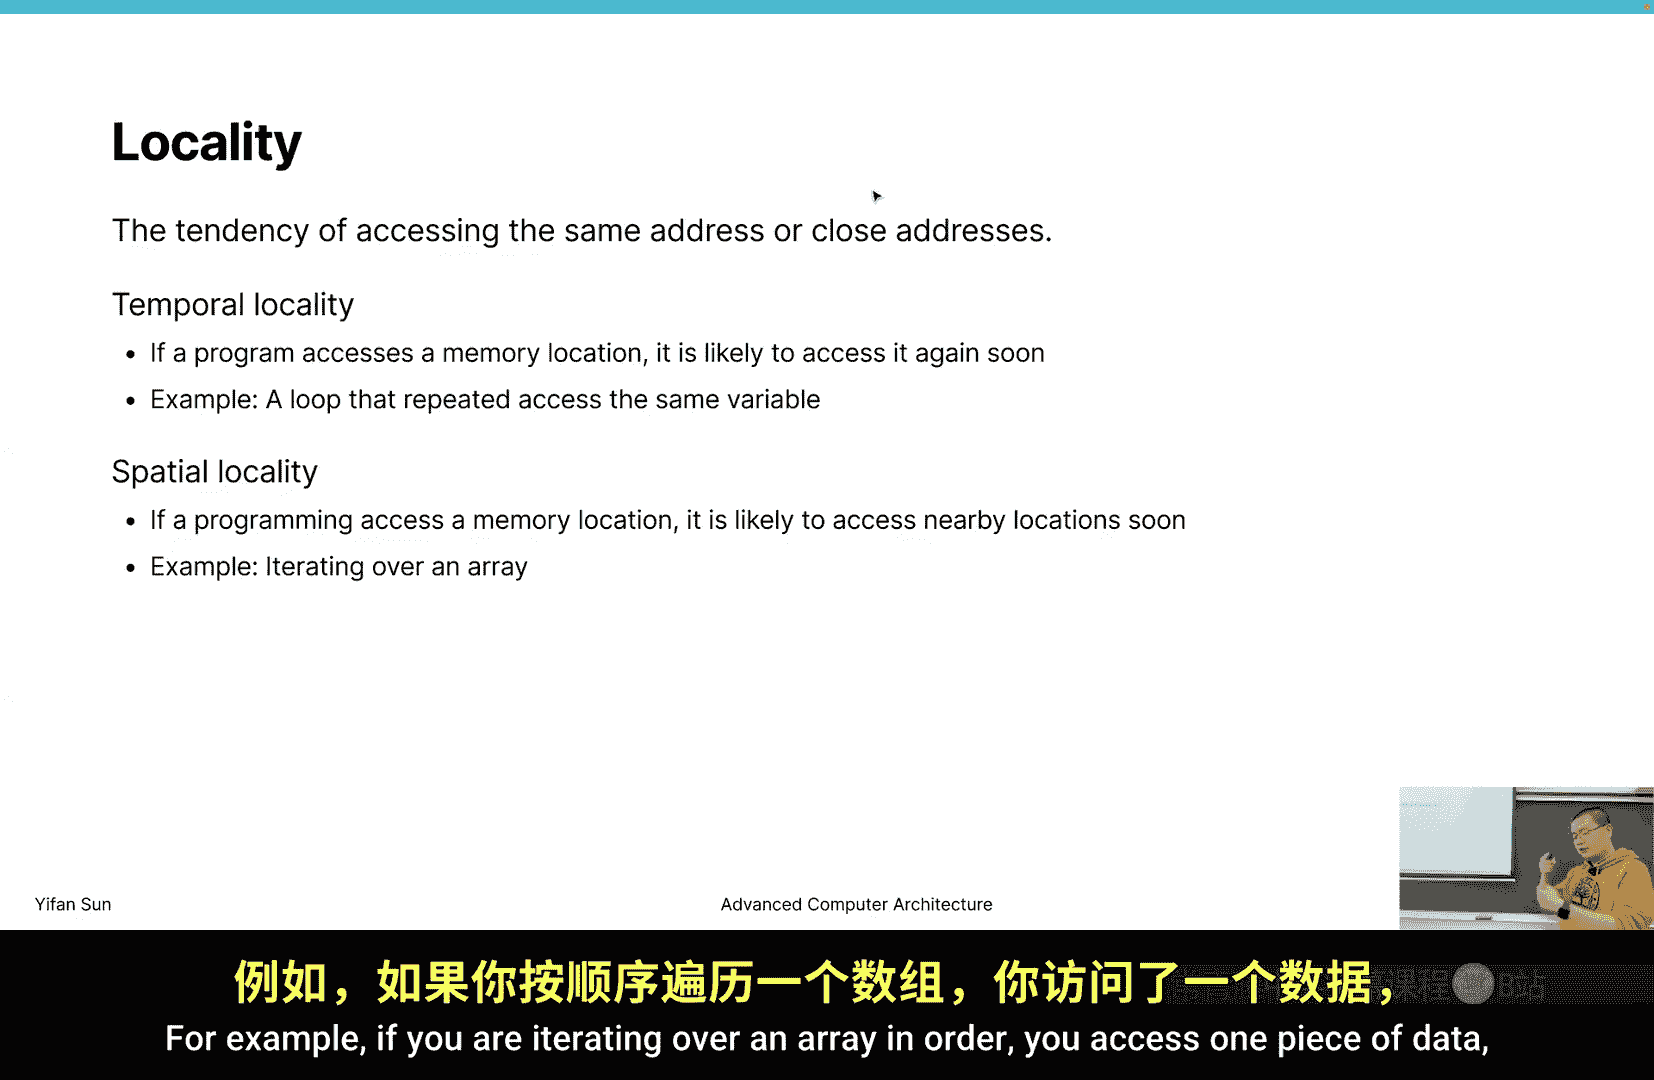 Locality
The tendency of accessing the same address or close addresses.
Temporal locality
• If a program accesses a memory location, it is likely to access it again soon
• Example: A loop that repeated access the same variable
Spatial locality
• If a programming access a memory location, it is likely to access nearby locations soon
• Example: Iterating over an array
Yifan Sun
Advanced Computer Architecture
例如，如果你按顺序遍历一个数组，你访问了一个数据，
课程
B站
For example, if you are iterating over an array in order, you access one piece of data,